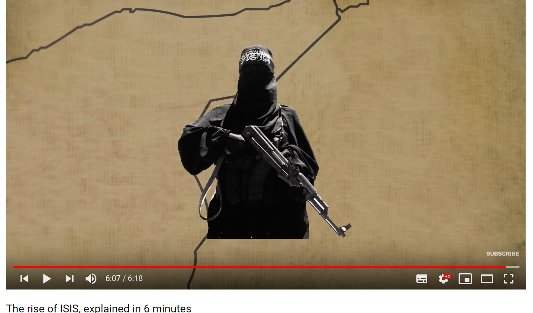 SUBSCRIBE
6:07 / 6:18
The rise of ISIS, explained in 6 minutes